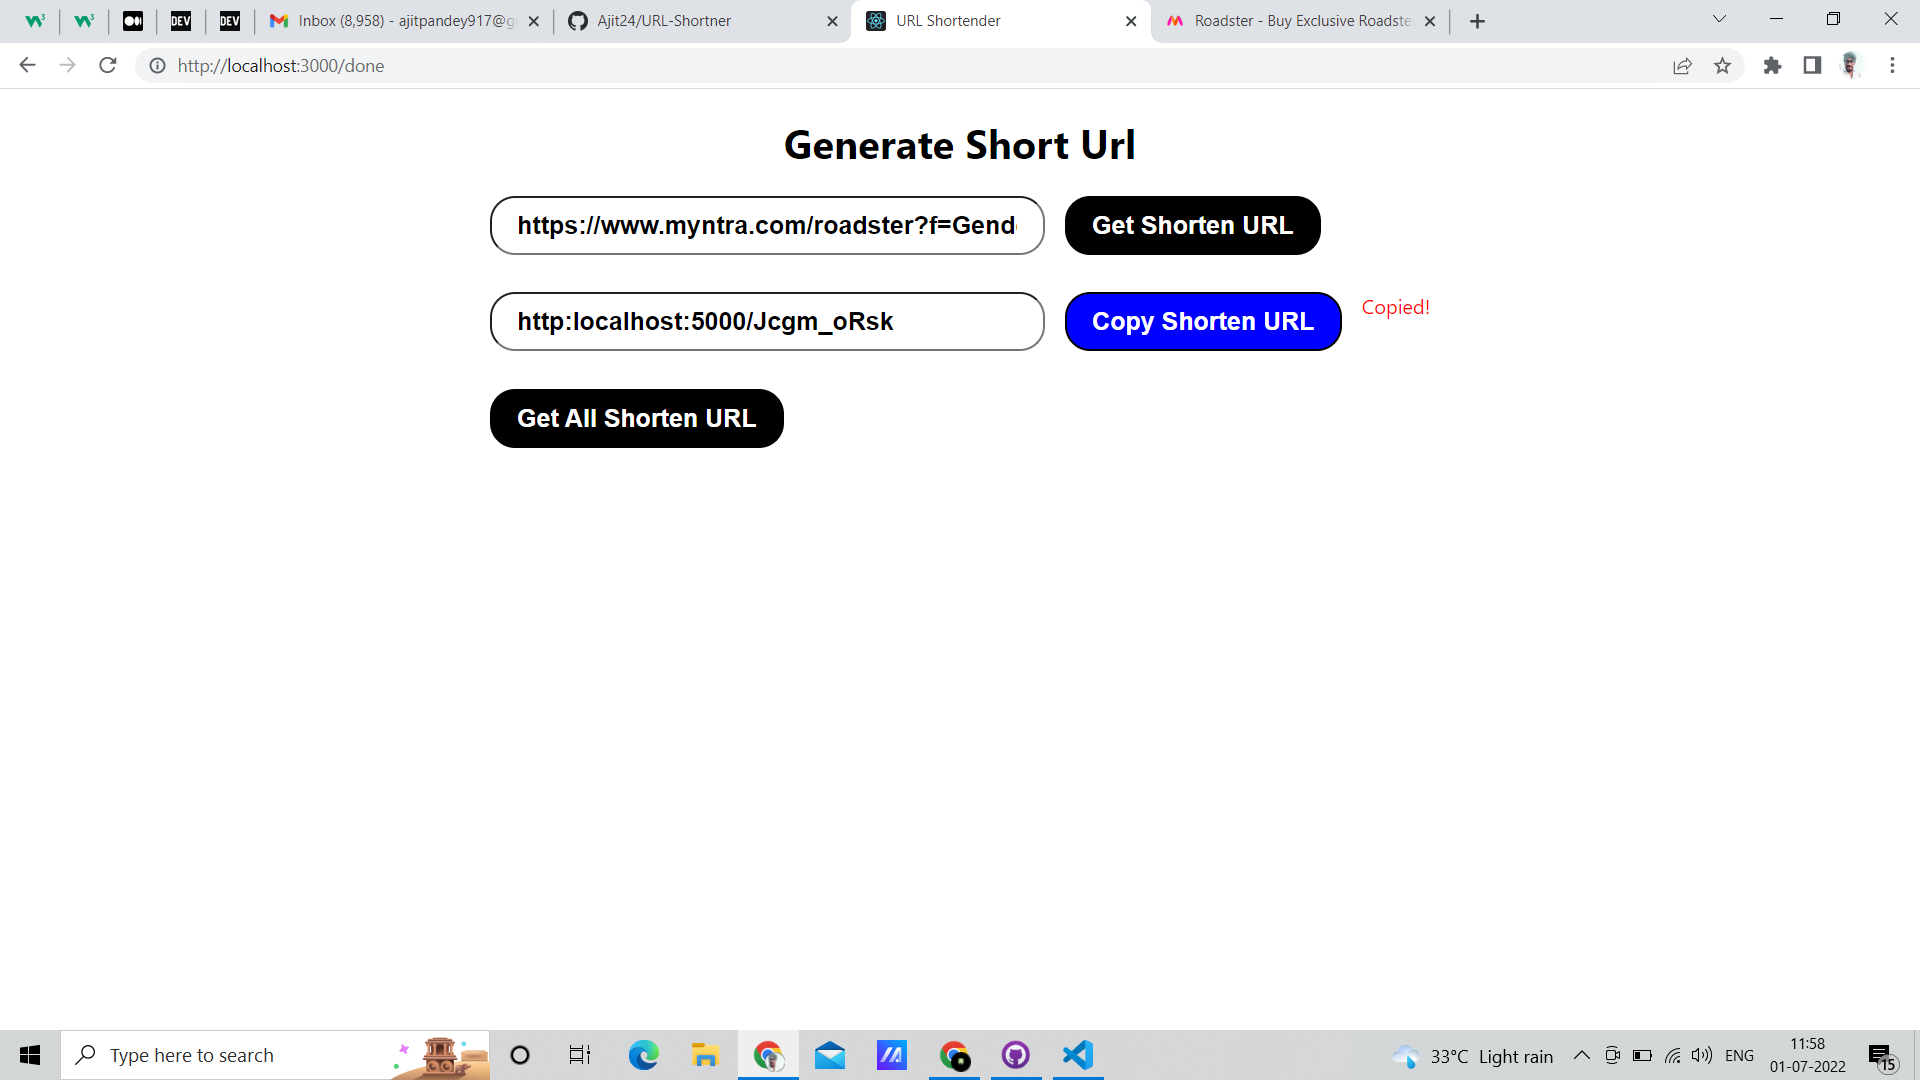 Inbox (8,958) - ajitpandey917@g
Ajit24/URL-Shortner
URL Shortender
Roadster - Buy Exclusive Roadste
http://localhost:3000/done
Generate Short Url
https://www.myntra.com/roadster?f=Gende
Get Shorten URL
http:localhost:5000/Jcgm_oRsk
Copy Shorten URL
Copied!
Get All Shorten URL
Type here to search
33°C Light rain
ENG
11:58
01-07-2022
15
DEV
DEV